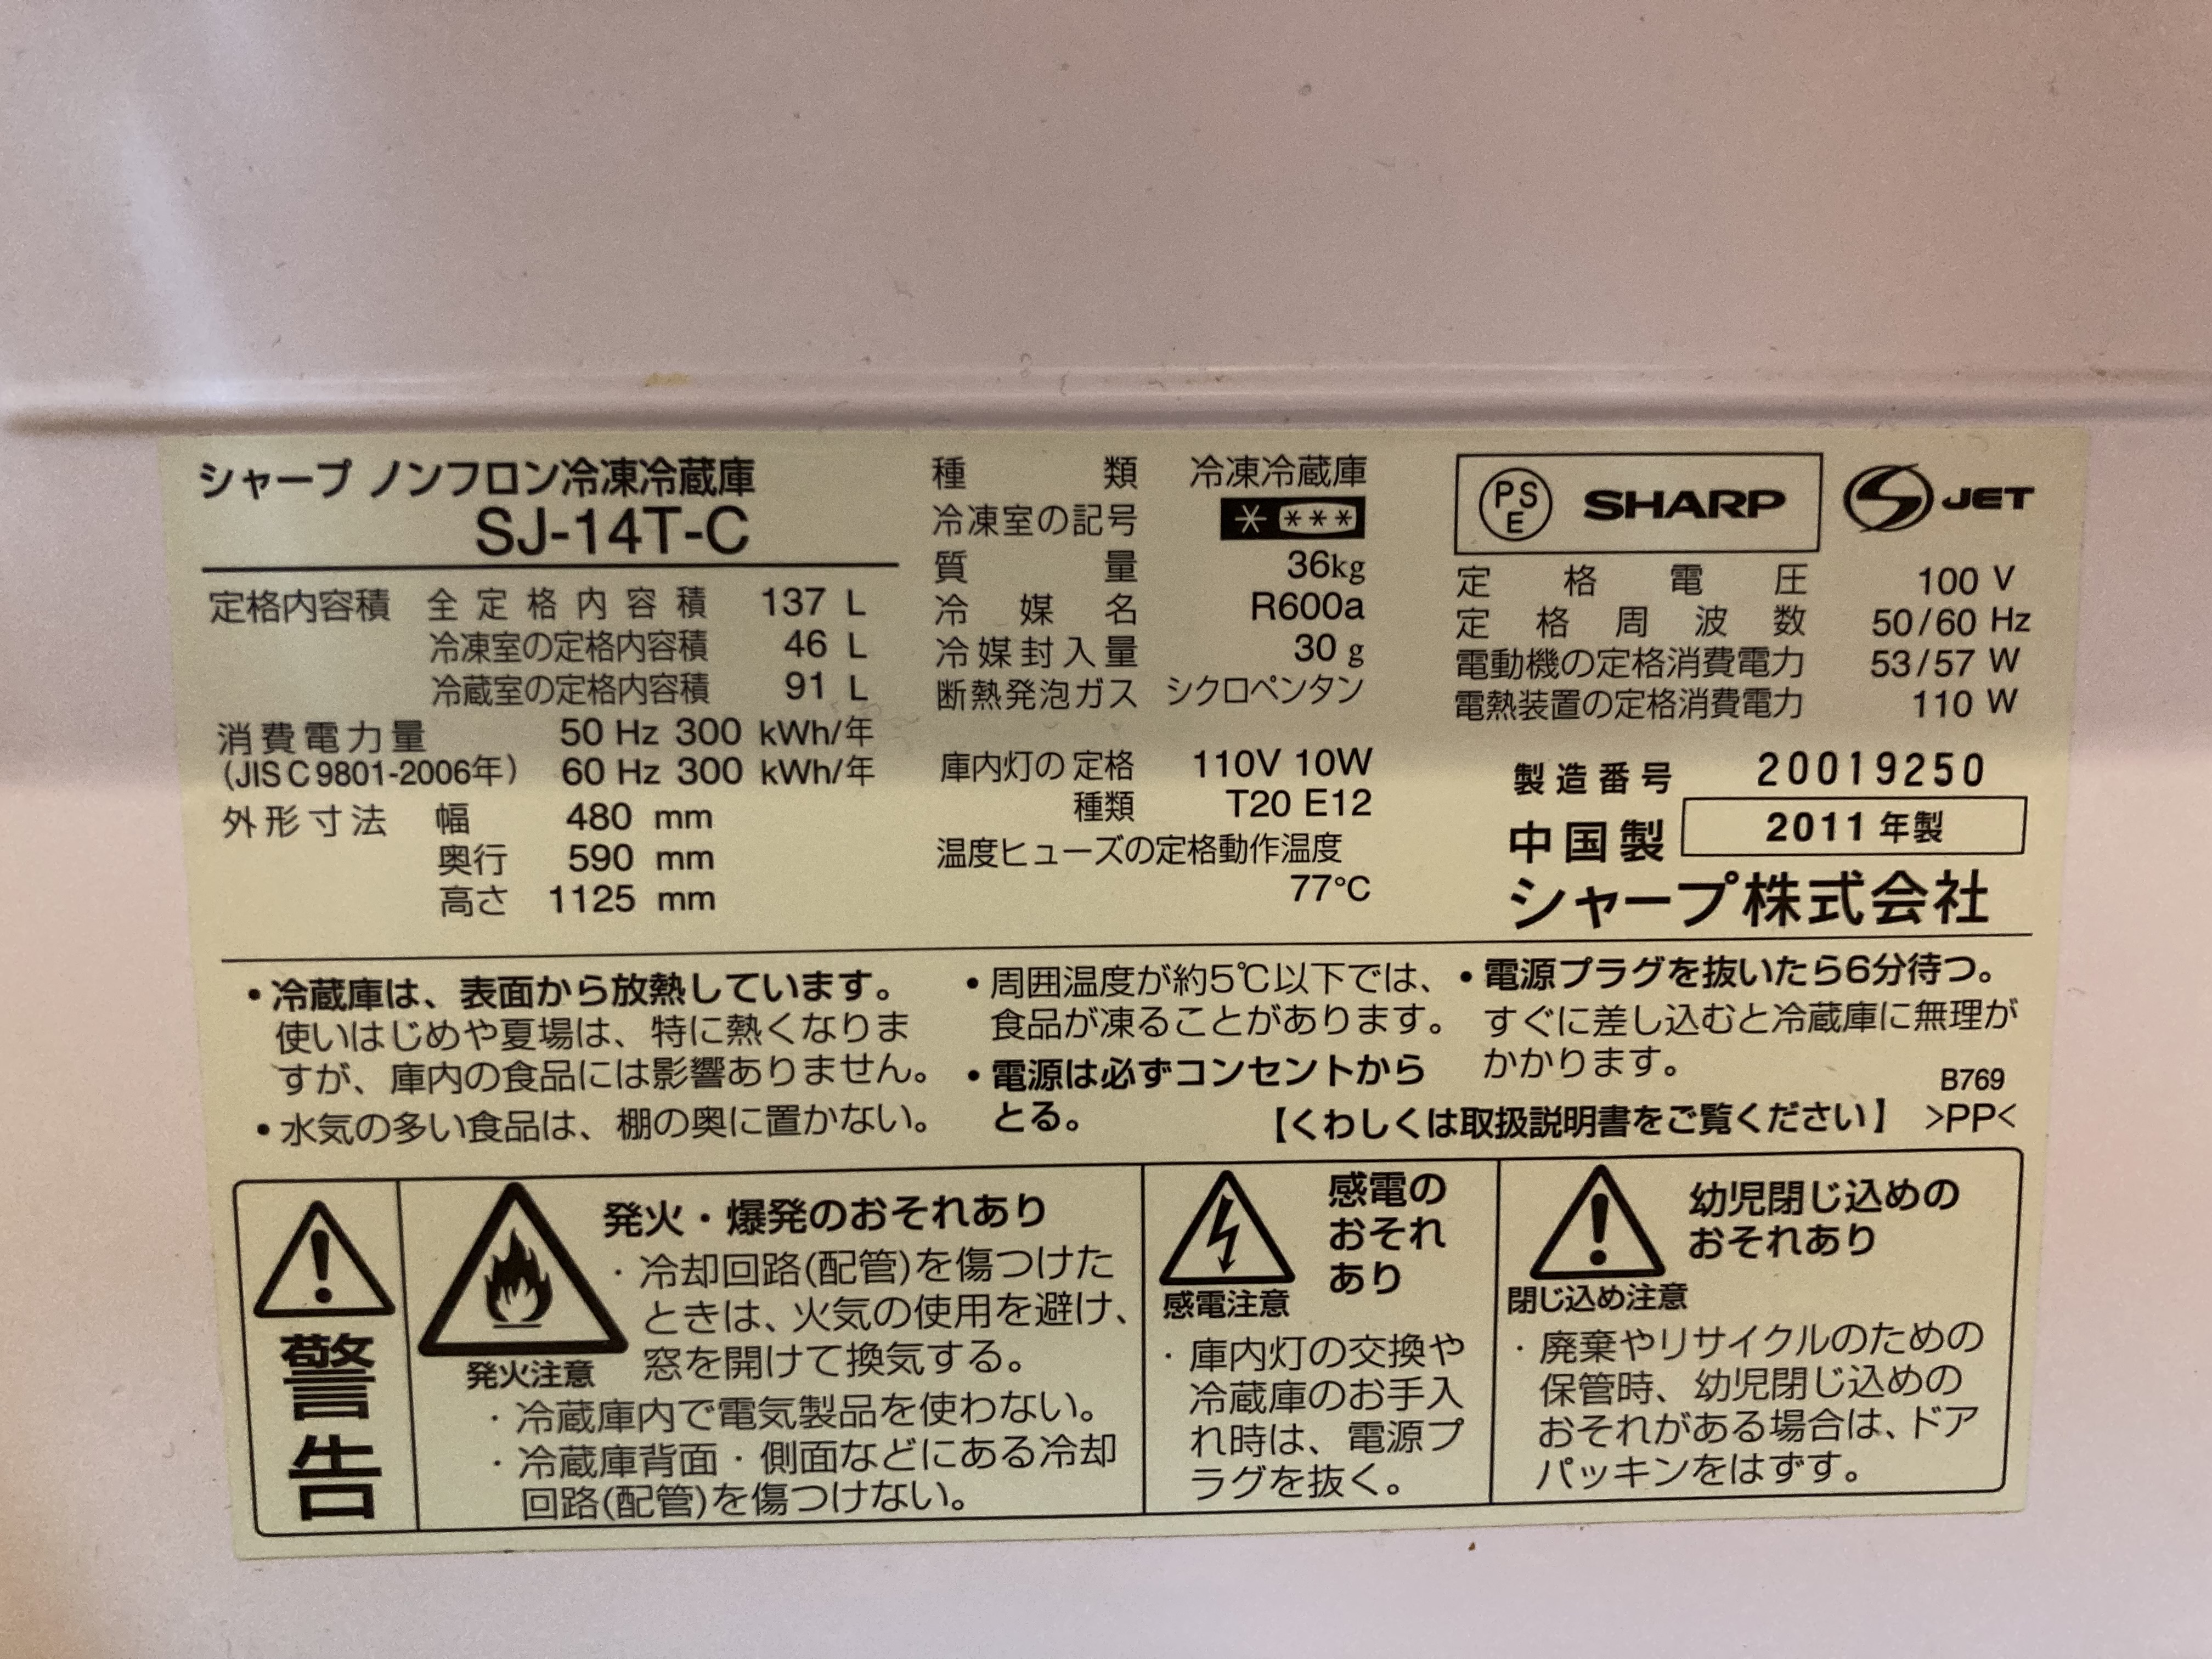 シャープ ノンフロン冷凍冷蔵庫
SJ-14T-C
定格内容積 全定格内容積 137 L
冷凍室の定格内容積 46 L
冷蔵室の定格内容積 91 L
消費電力量 50 Hz 300 kWh/年
(JIS C 9801-2006年) 60 Hz 300 kWh/年
外形寸法 幅 480 mm
奥行 590 mm
高さ 1125 mm
種類 冷凍冷蔵庫
冷凍室の記号 * ***
質量 36kg
冷媒名 R600a
冷媒封入量 30 g
断熱発泡ガス シクロペンタン
庫内灯の 定格 110V 10W
種類 T20 E12
温度ヒューズの定格動作温度
77℃
PSE SHARP JET
定格電圧 100 V
定格周波数 50/60 Hz
電動機の定格消費電力 53/57 W
電熱装置の定格消費電力 110 W
製造番号 20019250
中国製 2011年製
シャープ株式会社
・冷蔵庫は、表面から放熱しています。
使いはじめや夏場は、特に熱くなりま
すが、庫内の食品には影響ありません。
・水気の多い食品は、棚の奥に置かない。
・周囲温度が約5℃以下では、
食品が凍ることがあります。
・電源は必ずコンセントから
とる。
・電源プラグを抜いたら6分待つ。
すぐに差し込むと冷蔵庫に無理が
かかります。
B769
【くわしくは取扱説明書をご覧ください】 >PP<
警告
発火注意
発火・爆発のおそれあり
・冷却回路(配管)を傷つけた
ときは、火気の使用を避け、
窓を開けて換気する。
・冷蔵庫内で電気製品を使わない。
・冷蔵庫背面・側面などにある冷却
回路(配管)を傷つけない。
感電注意
感電の
おそれ
あり
・庫内灯の交換や
冷蔵庫のお手入
れ時は、電源プ
ラグを抜く。
閉じ込め注意
幼児閉じ込めの
おそれあり
・廃棄やリサイクルのための
保管時、幼児閉じ込めの
おそれがある場合は、ドア
パッキンをはずす。